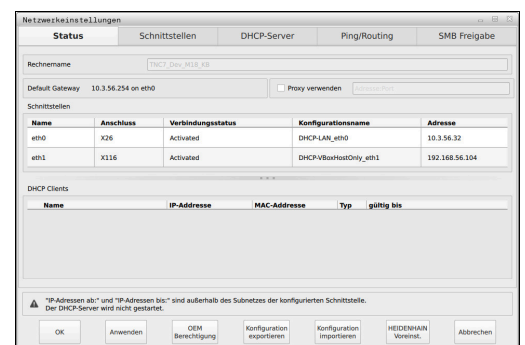 Netzwerkeinstellungen
Status Schnittstellen DHCP-Server Ping/Routing SMB Freigabe
Rechnername TNC7_Dev_M18_KB
Default Gateway 10.3.56.254 on eth0 Proxy verwenden Adresse:Port
Schnittstellen
Name Anschluss Verbindungsstatus Konfigurationsname Adresse
eth0 X26 Activated DHCP-LAN_eth0 10.3.56.32
eth1 X116 Activated DHCP-VBoxHostOnly_eth1 192.168.56.104
DHCP Clients
Name IP-Addresse MAC-Addresse Typ gültig bis
"IP-Adressen ab:" und "IP-Adressen bis:" sind außerhalb des Subnetzes der konfigurierten Schnittstelle.
Der DHCP-Server wird nicht gestartet.
OK Anwenden OEM Berechtigung Konfiguration exportieren Konfiguration importieren HEIDENHAIN Voreinst. Abbrechen